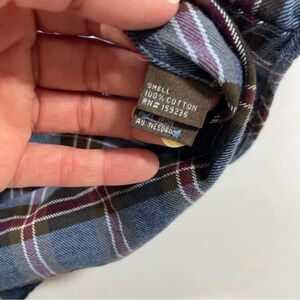 SHELL
100% COTTON
RN# 159236
AS NEEDED